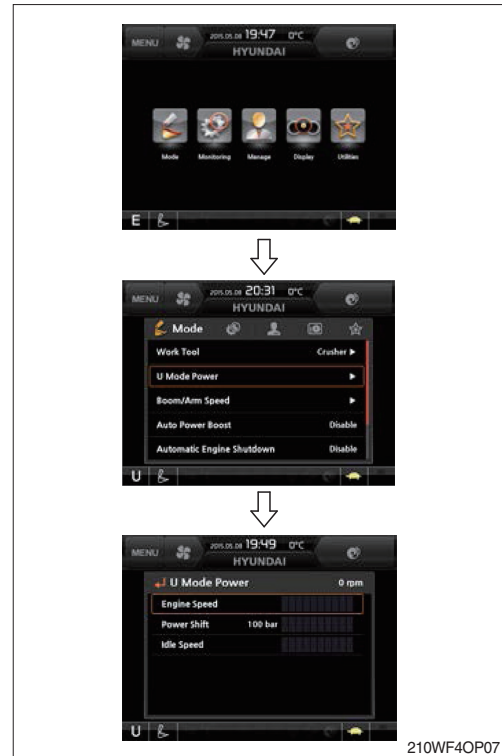 MENU 2015.05.08 19:47 0°C
HYUNDAI
Mode Monitoring Manage Display Utilities
E
MENU 2015.05.08 20:31 0°C
HYUNDAI
Mode
Work Tool Crusher ▶
U Mode Power ▶
Boom/Arm Speed ▶
Auto Power Boost Disable
Automatic Engine Shutdown Disable
U
MENU 2015.05.08 19:49 0°C
HYUNDAI
U Mode Power 0 rpm
Engine Speed
Power Shift 100 bar
Idle Speed
U
210WF4OP07